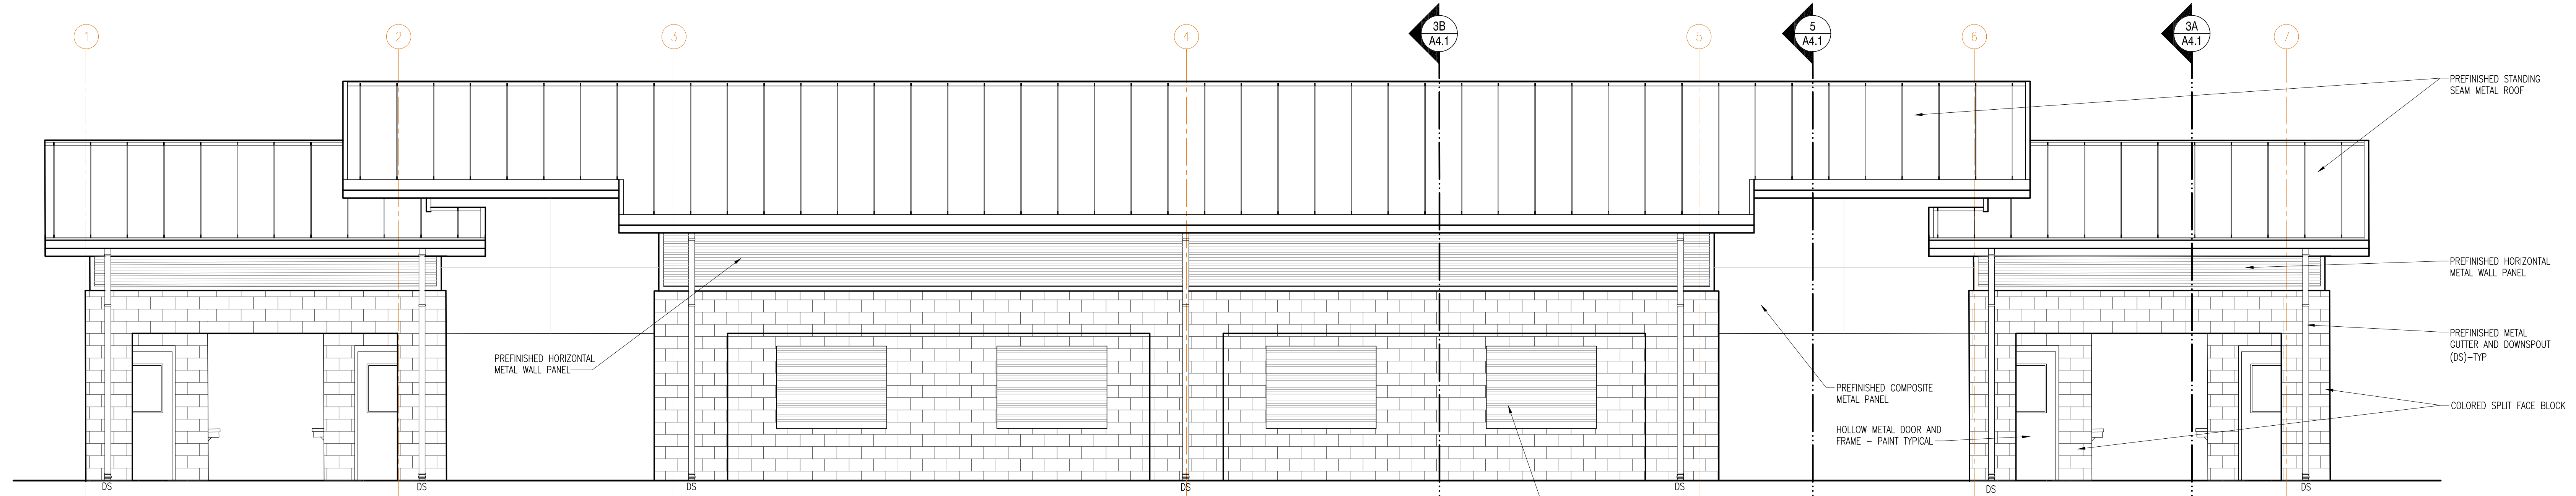 1
2
3
4
3B
A4.1
5
5
A4.1
6
3A
A4.1
7
PREFINISHED STANDING
SEAM METAL ROOF
PREFINISHED HORIZONTAL
METAL WALL PANEL
PREFINISHED METAL
GUTTER AND DOWNSPOUT
(DS)-TYP
PREFINISHED HORIZONTAL
METAL WALL PANEL
PREFINISHED COMPOSITE
METAL PANEL
COLORED SPLIT FACE BLOCK
HOLLOW METAL DOOR AND
FRAME - PAINT TYPICAL
DS
DS
DS
DS
DS
DS
DS